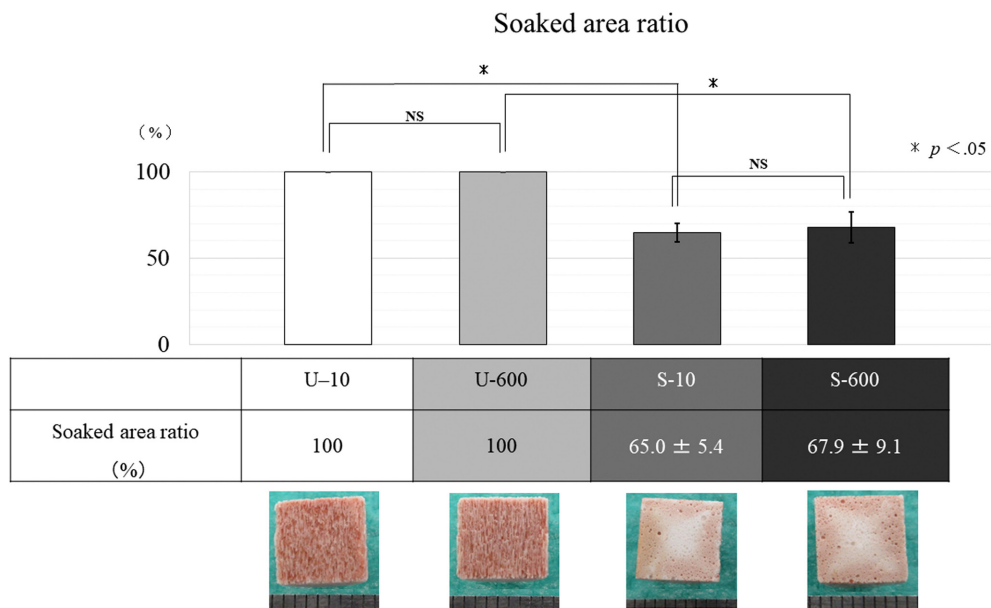 Soaked area ratio
*
*
NS
(%)
* p <.05
NS
100
50
0
U–10 U-600 S-10 S-600
Soaked area ratio
(%)
100 100 65.0 ± 5.4 67.9 ± 9.1